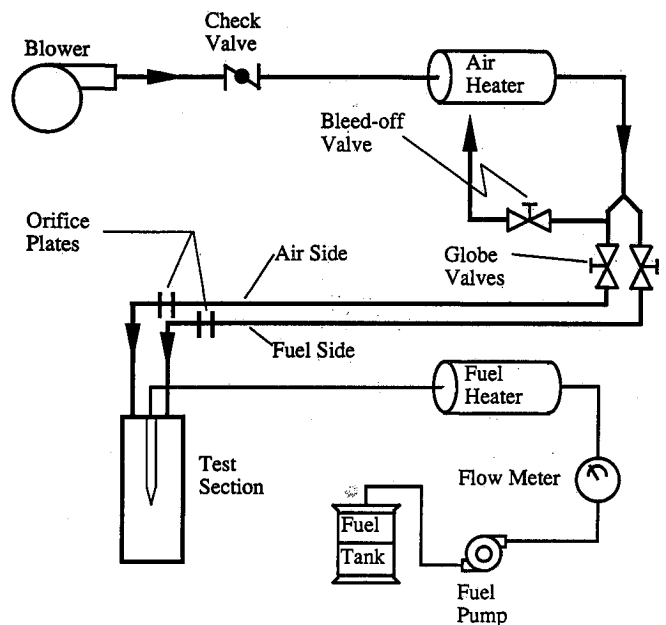 Blower
Check
Valve
Air
Heater
Bleed-off
Valve
Orifice
Plates
Air Side
Globe
Valves
Fuel Side
Fuel
Heater
Test
Section
Flow Meter
Fuel
Tank
Fuel
Pump